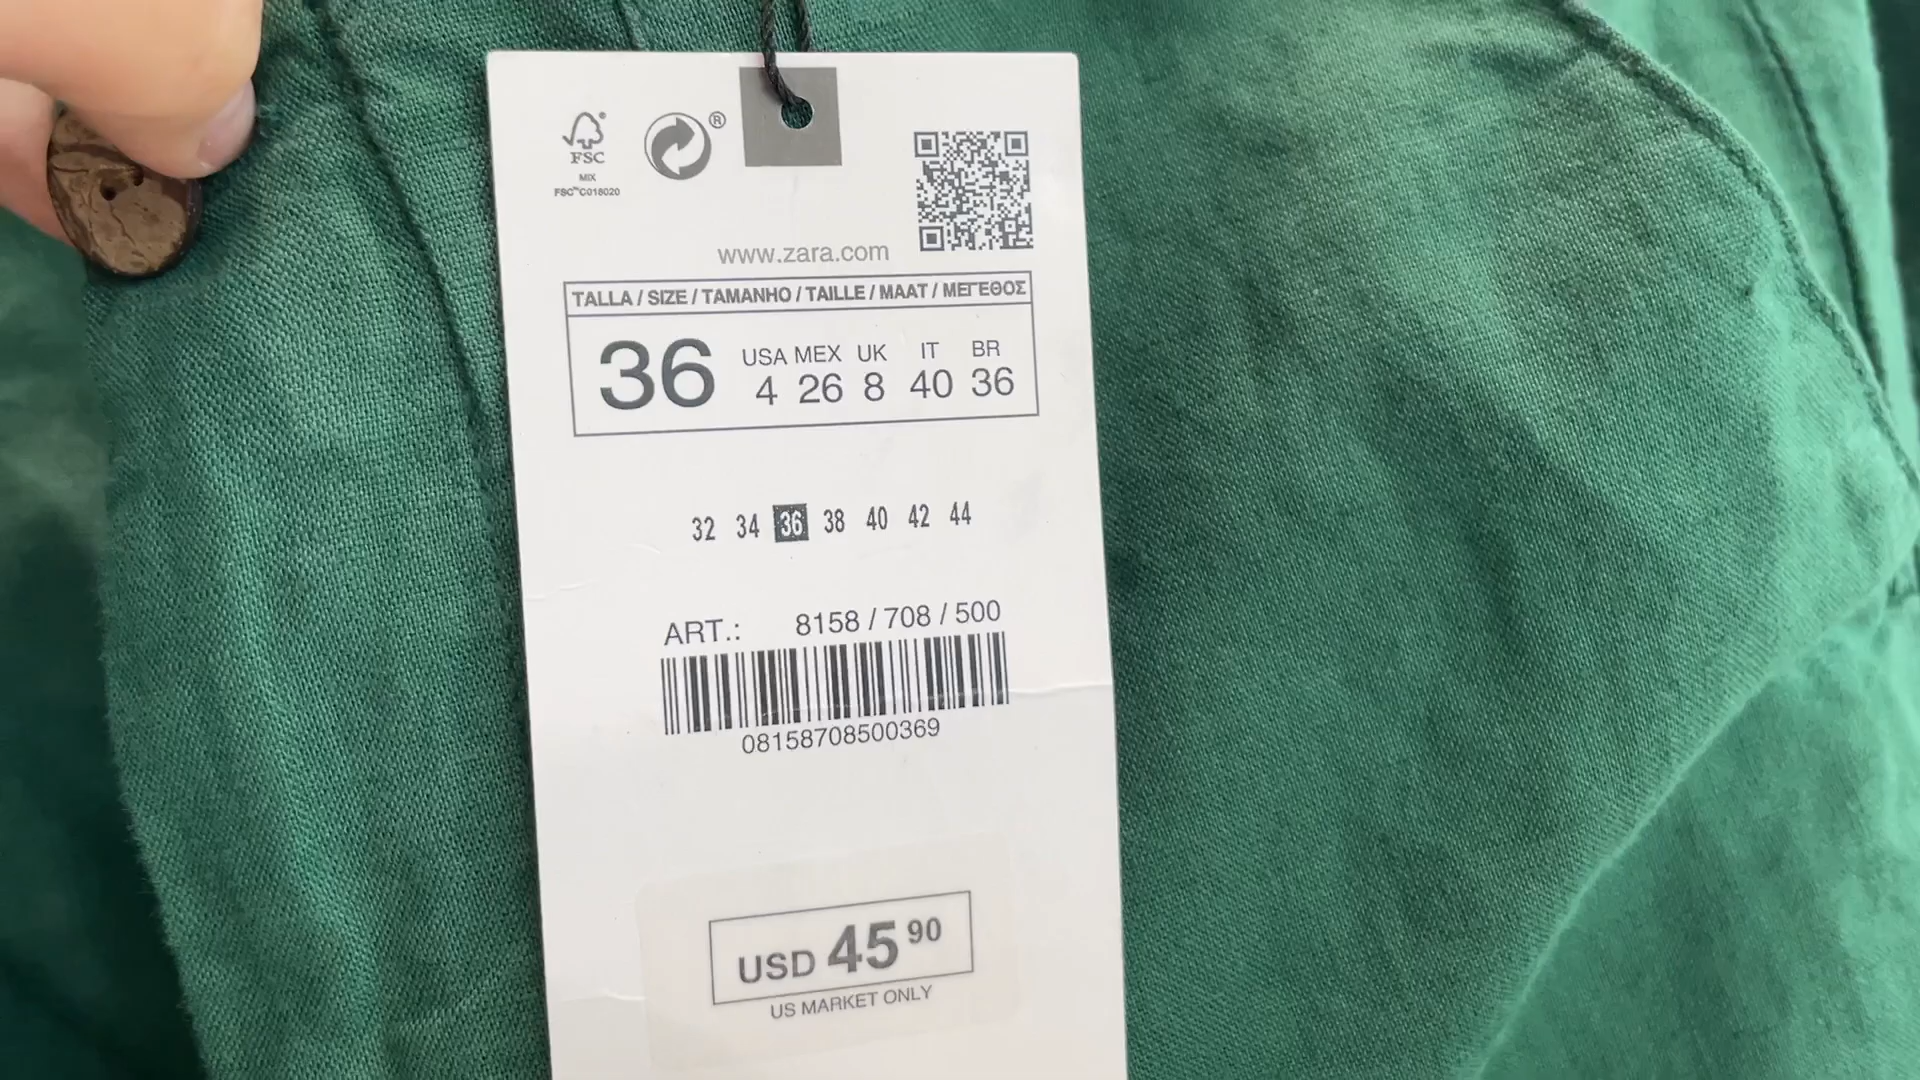 FSC
MIX
FSC™C018020
®
www.zara.com
TALLA / SIZE / TAMANHO / TAILLE / MAAT / ΜΕΓΕΘΟΣ
36
USA MEX UK IT BR
4 26 8 40 36
32 34 36 38 40 42 44
ART.: 8158 / 708 / 500
08158708500369
USD 45 90
US MARKET ONLY